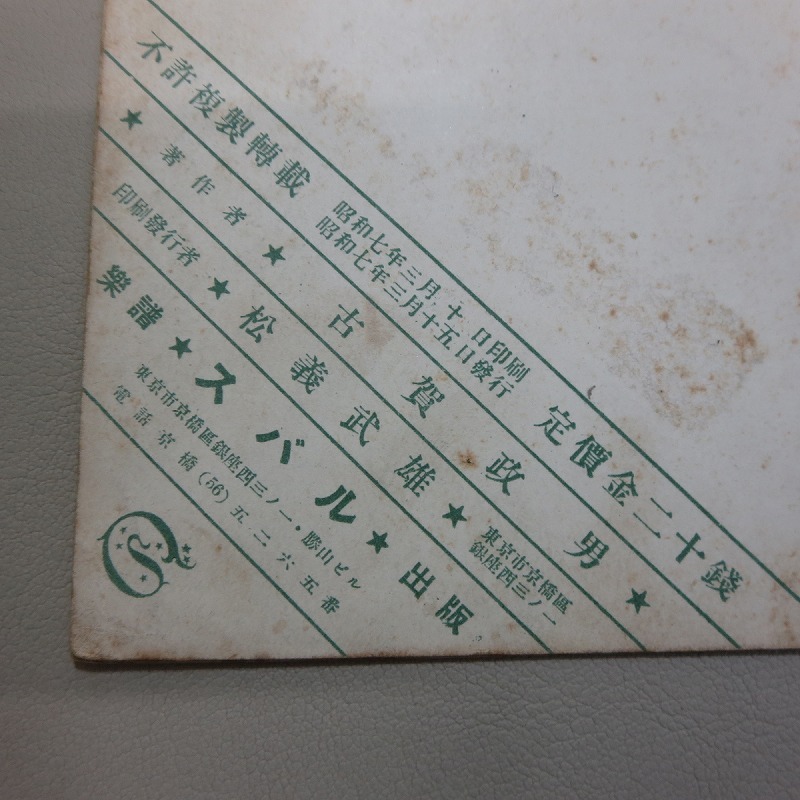 不許複製轉載
昭和七年三月十日印刷
昭和七年三月十五日發行
定價金二十錢
★ 著作者 ★ 古賀政男 ★
印刷發行者 ★ 松義武雄 ★ 東京市京橋區
銀座西三ノ一
樂譜 ★ スバル ★ 出版
東京市京橋區銀座西三ノ一・勝山ビル
電話京橋(56)五二六五番